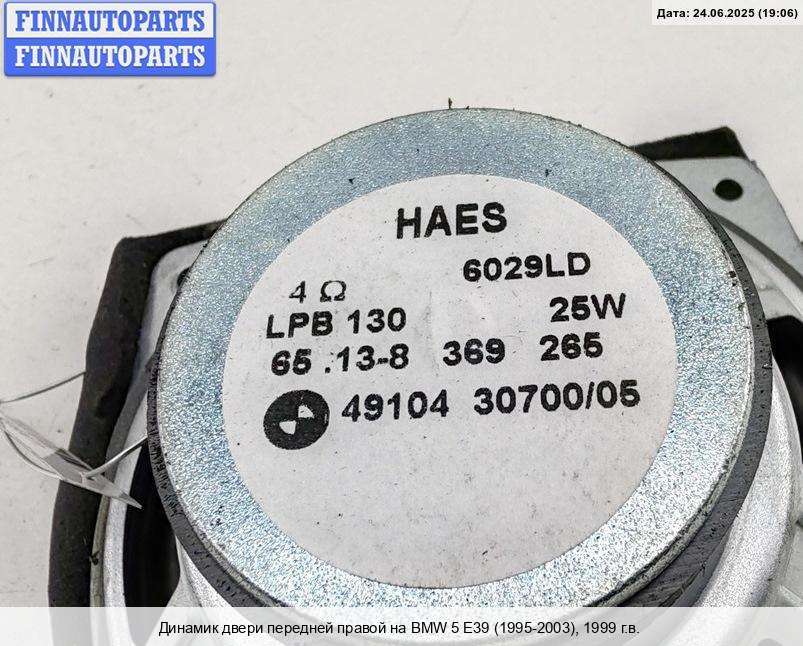 FINNAUTOPARTS
FINNAUTOPARTS
Дата: 24.06.2025 (19:06)
HAES
6029LD
4 Ω
LPB 130 25W
65 .13-8 369 265
49104 30700/05
Динамик двери передней правой на BMW 5 E39 (1995-2003), 1999 г.в.